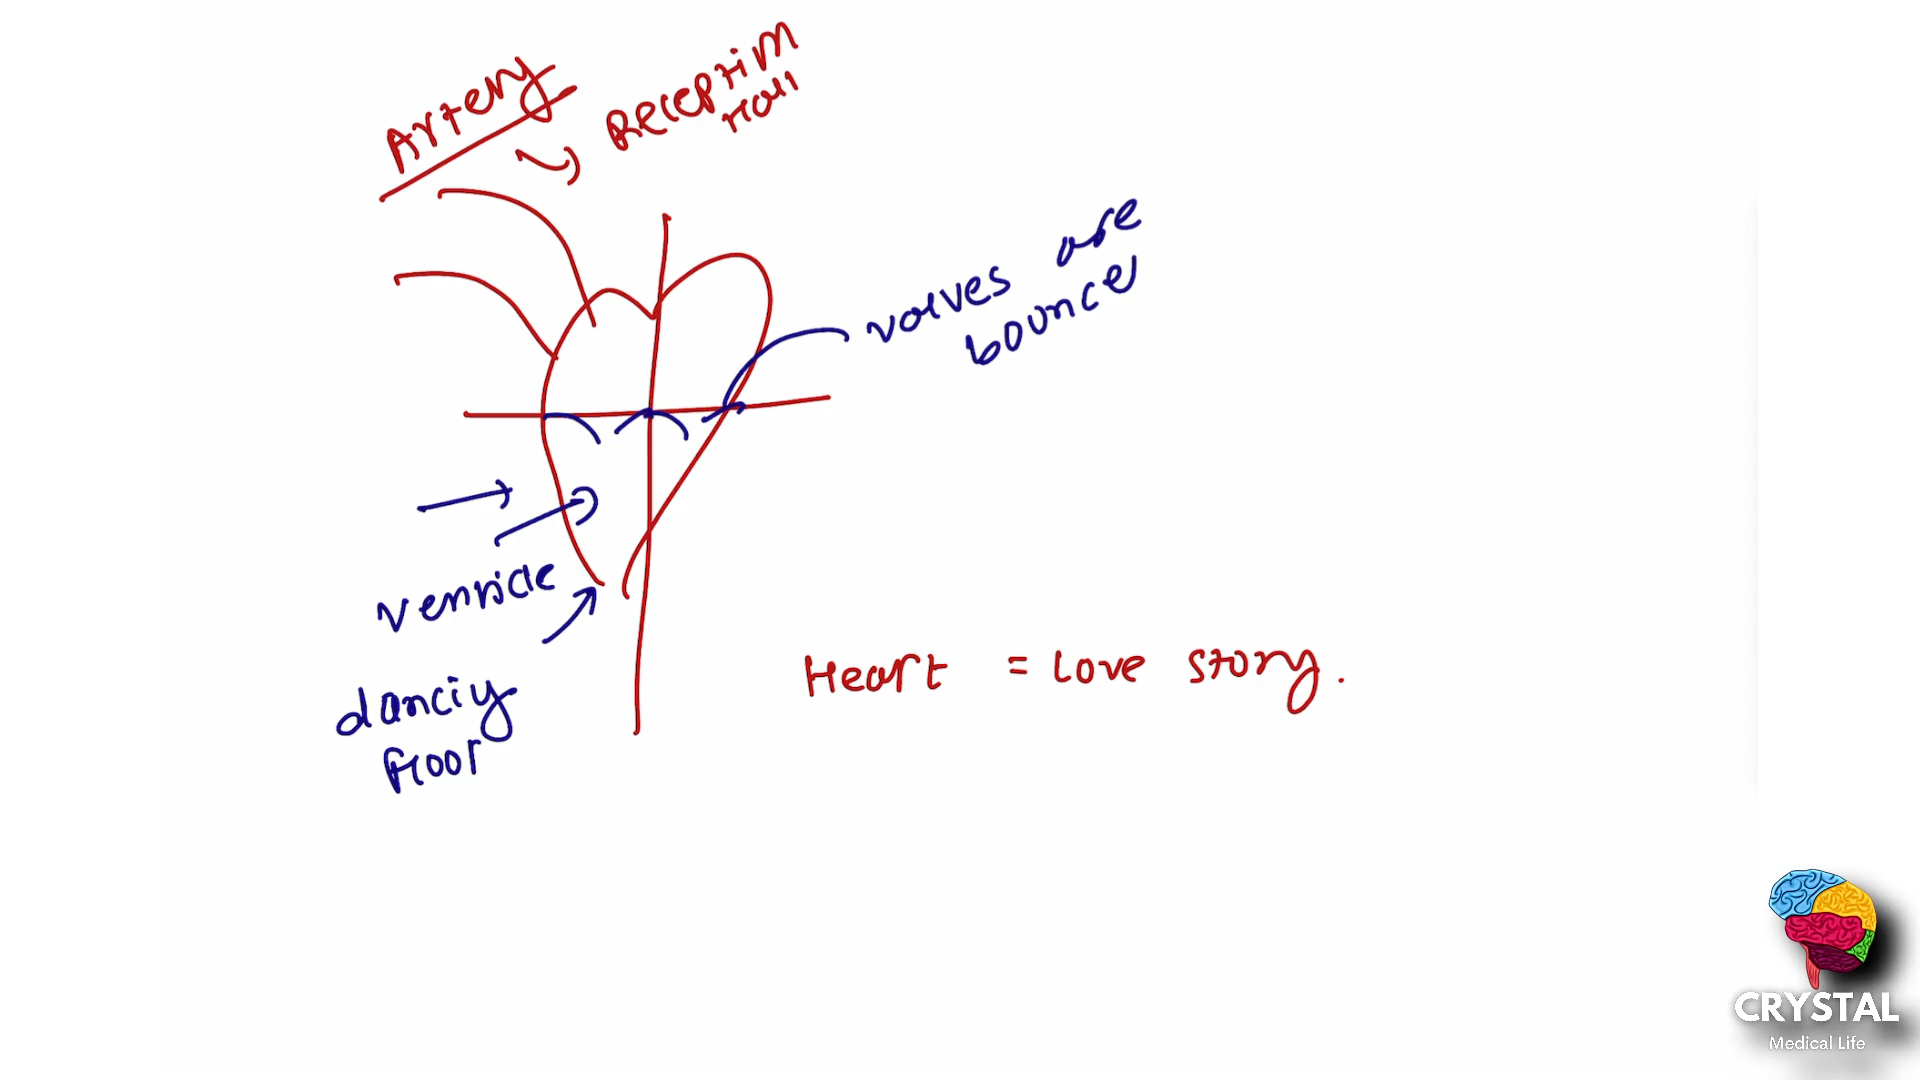 Artery
Reception
Hall
valves are
bounce
ventricle
Heart = Love story.
dancing
floor
CRYSTAL
Medical Life